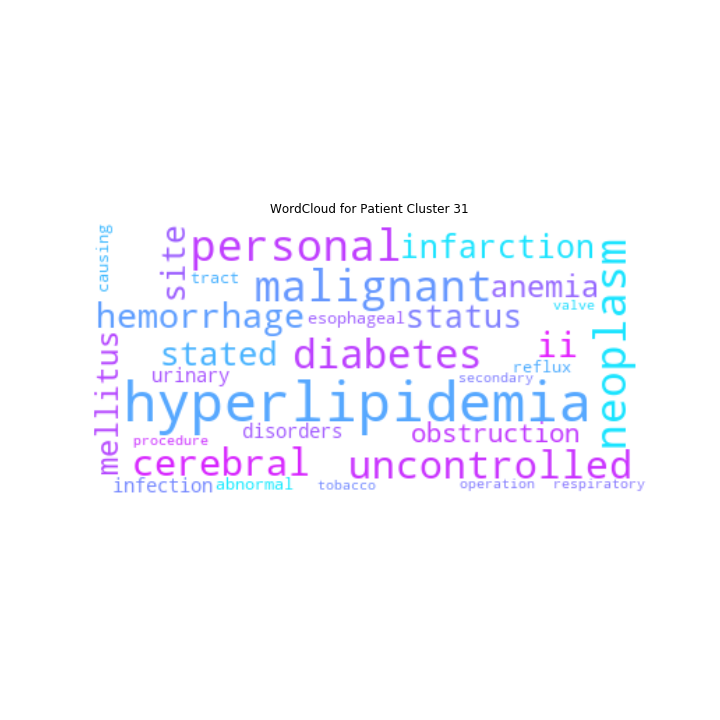 WordCloud for Patient Cluster 31
causing
site
personal
infarction
neoplasm
tract
malignant
anemia
valve
hemorrhage
esophageal
status
stated
diabetes
ii
reflux
mellitus
urinary
secondary
hyperlipidemia
disorders
obstruction
procedure
cerebral
uncontrolled
infection
abnormal
tobacco
operation
respiratory